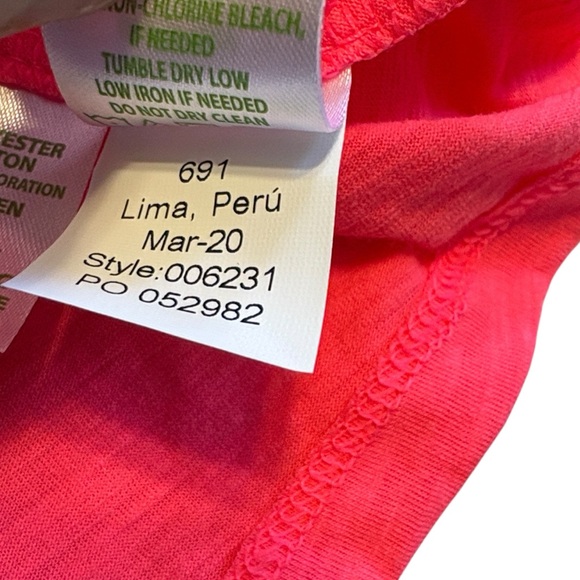 CHLORINE BLEACH,
IF NEEDED
TUMBLE DRY LOW
LOW IRON IF NEEDED
DO NOT DRY CLEAN
691
Lima, Perú
Mar-20
Style:006231
PO 052982